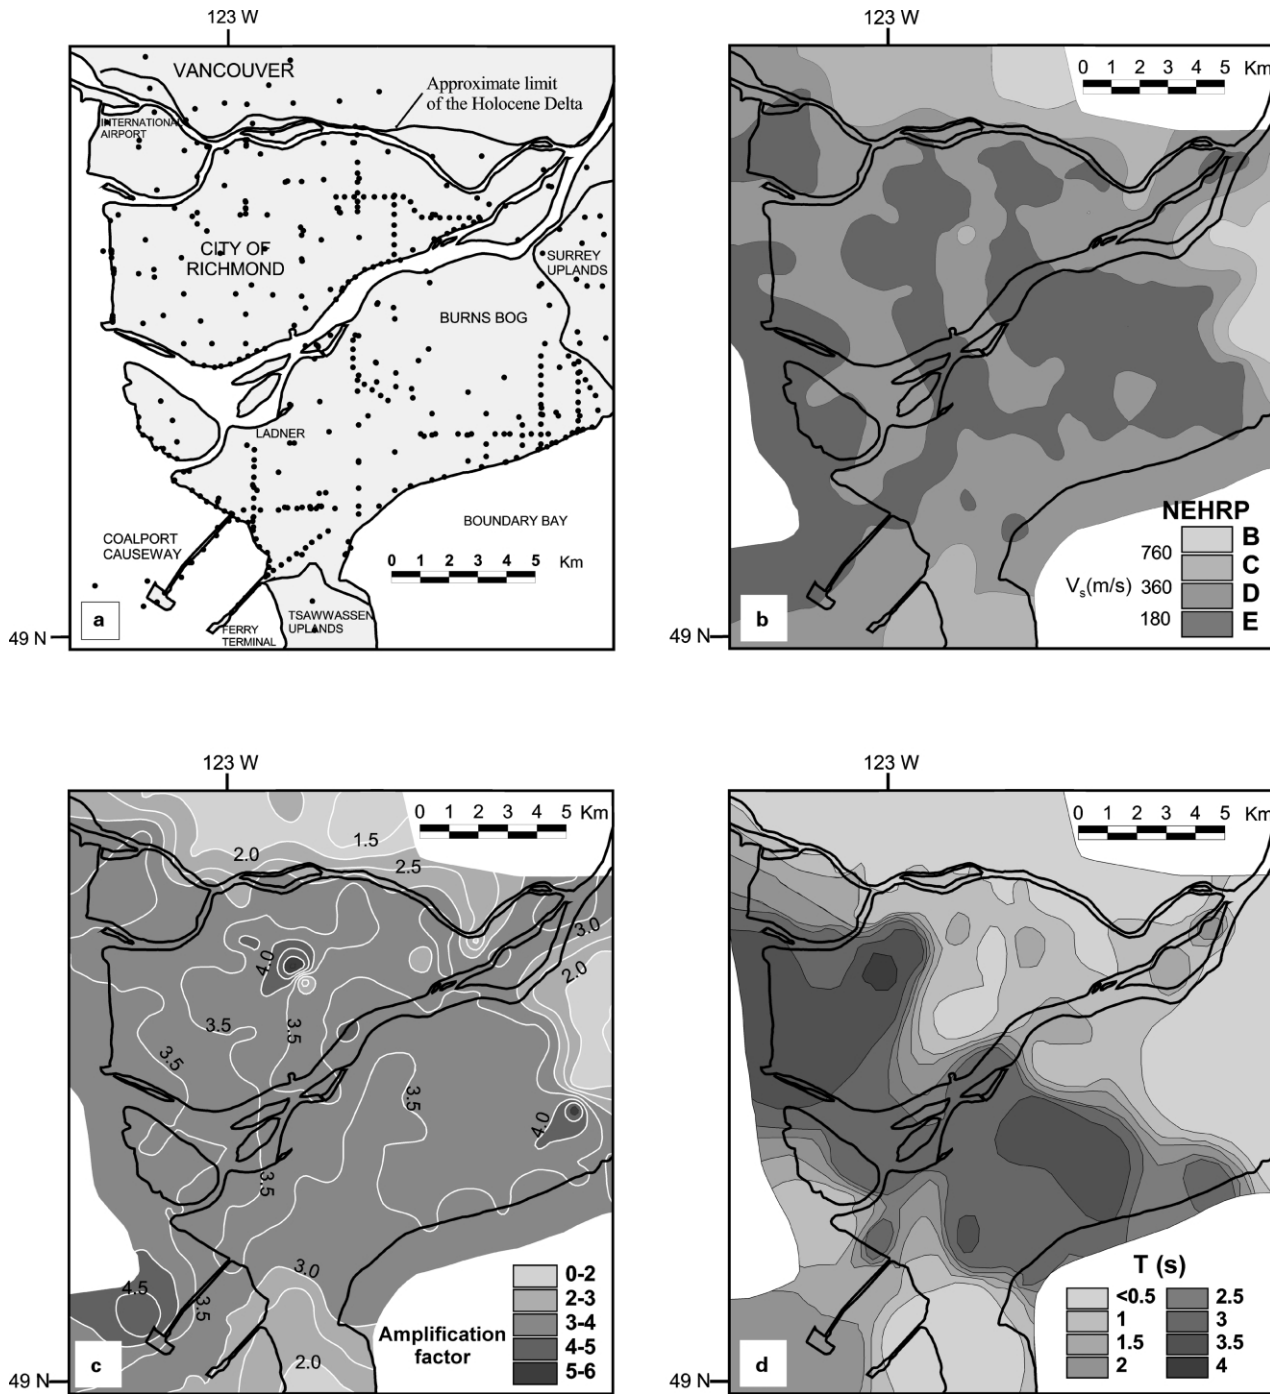 123 W
VANCOUVER
Approximate limit
of the Holocene Delta
INTERNATIONAL
AIRPORT
CITY OF
RICHMOND
SURREY
UPLANDS
BURNS BOG
LADNER
BOUNDARY BAY
COALPORT
CAUSEWAY
0 1 2 3 4 5 Km
a
TSAWWASSEN
UPLANDS
FERRY
TERMINAL
49 N
123 W
0 1 2 3 4 5 Km
NEHRP
B
760
C
Vs(m/s) 360
D
180
E
b
49 N
123 W
0 1 2 3 4 5 Km
1.5
2.0
2.5
3.0
4.0
2.0
3.5
3.5
3.5
3.5
4.0
3.5
3.0
4.5
3.5
2.0
Amplification
factor
0-2
2-3
3-4
4-5
5-6
c
49 N
123 W
0 1 2 3 4 5 Km
T (s)
<0.5 2.5
1 3
1.5 3.5
2 4
d
49 N